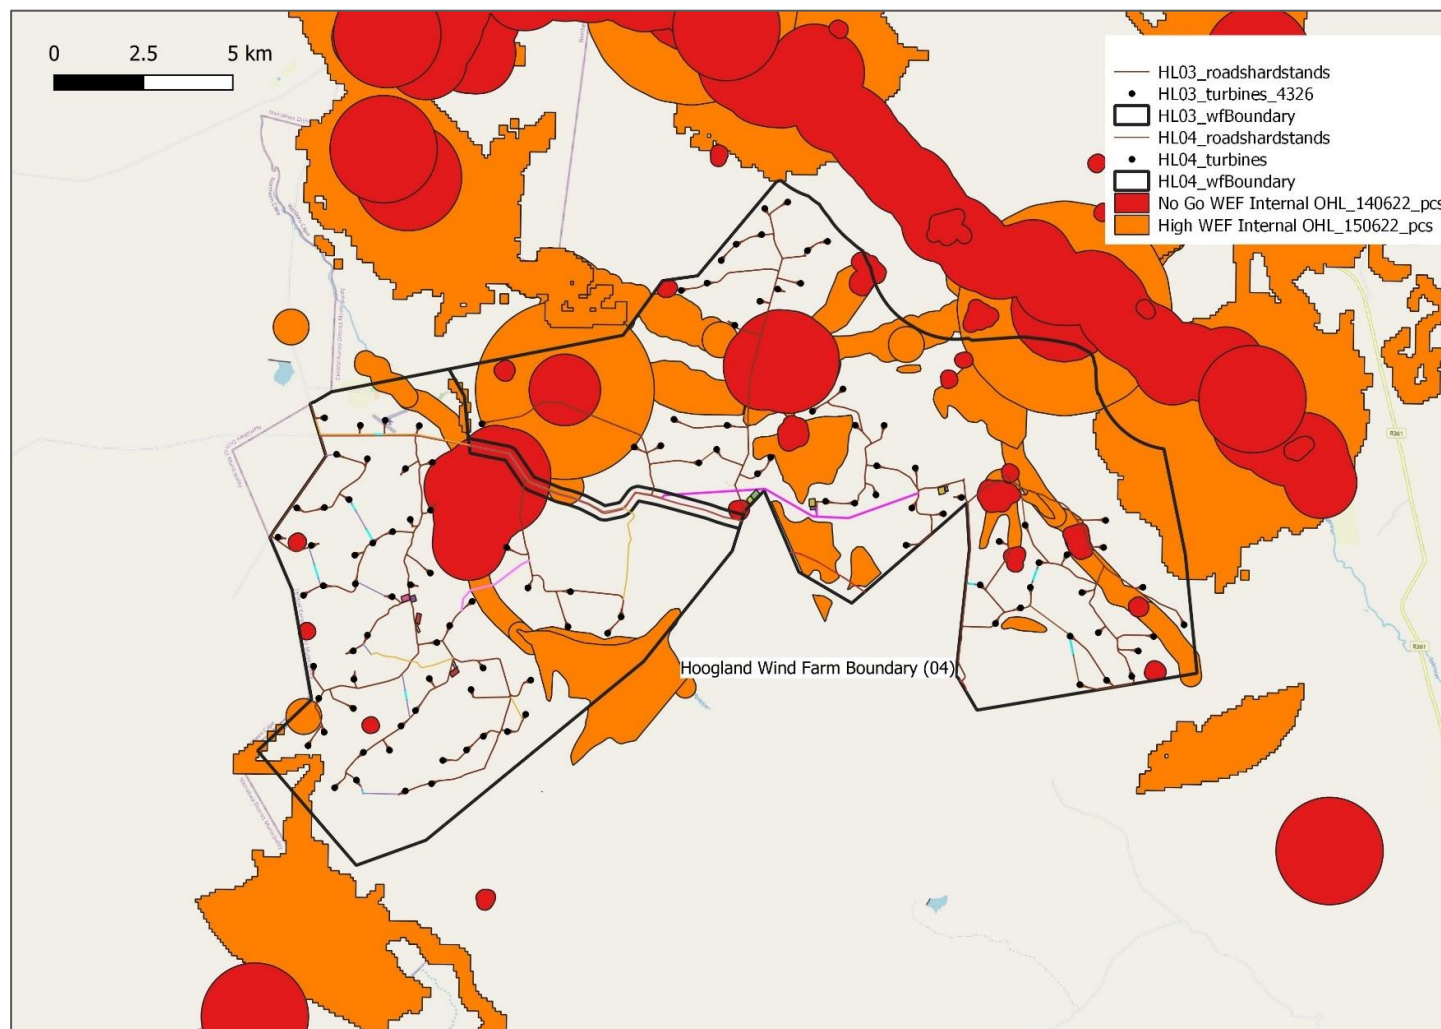 0 2.5 5 km
HL03_roadshardstands
HL03_turbines_4326
HL03_wfBoundary
HL04_roadshardstands
HL04_turbines
HL04_wfBoundary
No Go WEF Internal OHL_140622_pcs
High WEF Internal OHL_150622_pcs
R381
Hoogland Wind Farm Boundary (04)
R381